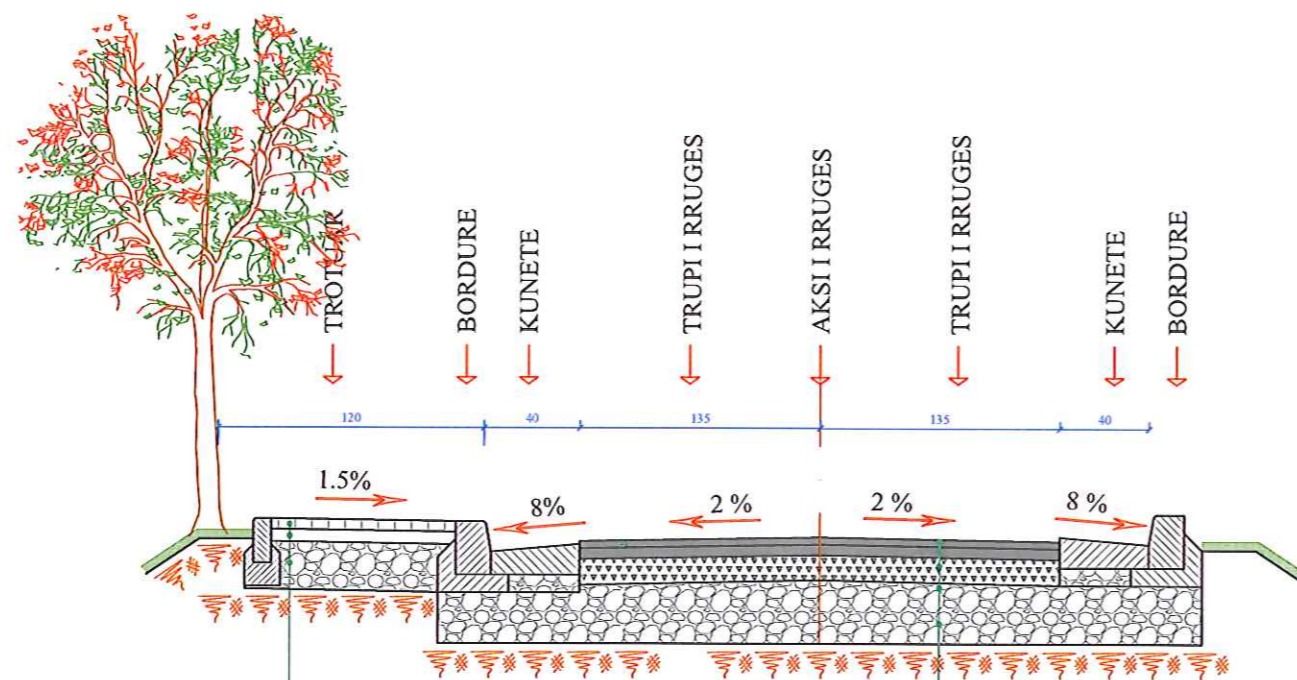 TROTUAR
BORDURE
KUNETE
TRUPI I RRUGES
AKSI I RRUGES
TRUPI I RRUGES
KUNETE
BORDURE
120
40
135
135
40
1.5%
8%
2 %
2 %
8 %